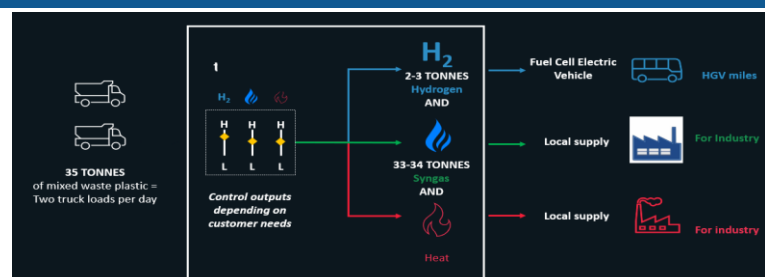 35 TONNES
of mixed waste plastic =
Two truck loads per day
t
H2
H H H
L L L
Control outputs
depending on
customer needs
H2
2-3 TONNES
Hydrogen
AND
33-34 TONNES
Syngas
AND
Heat
Fuel Cell Electric
Vehicle
HGV miles
Local supply
For Industry
Local supply
For industry